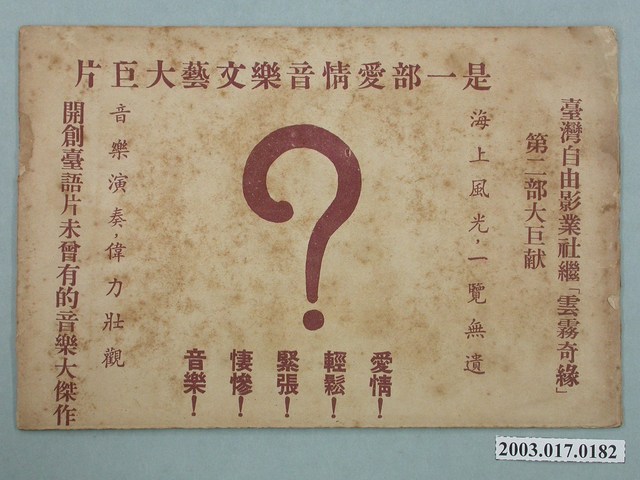 是一部愛情音樂文藝大巨片
臺灣自由影業社繼「雲霧奇緣」
第二部大巨献
海上風光，一覽無遺
?
愛情！
輕鬆！
緊張！
悽慘！
音樂！
音樂演奏，偉力壯觀
開創臺語片未曾有的音樂大傑作
2003.017.0182